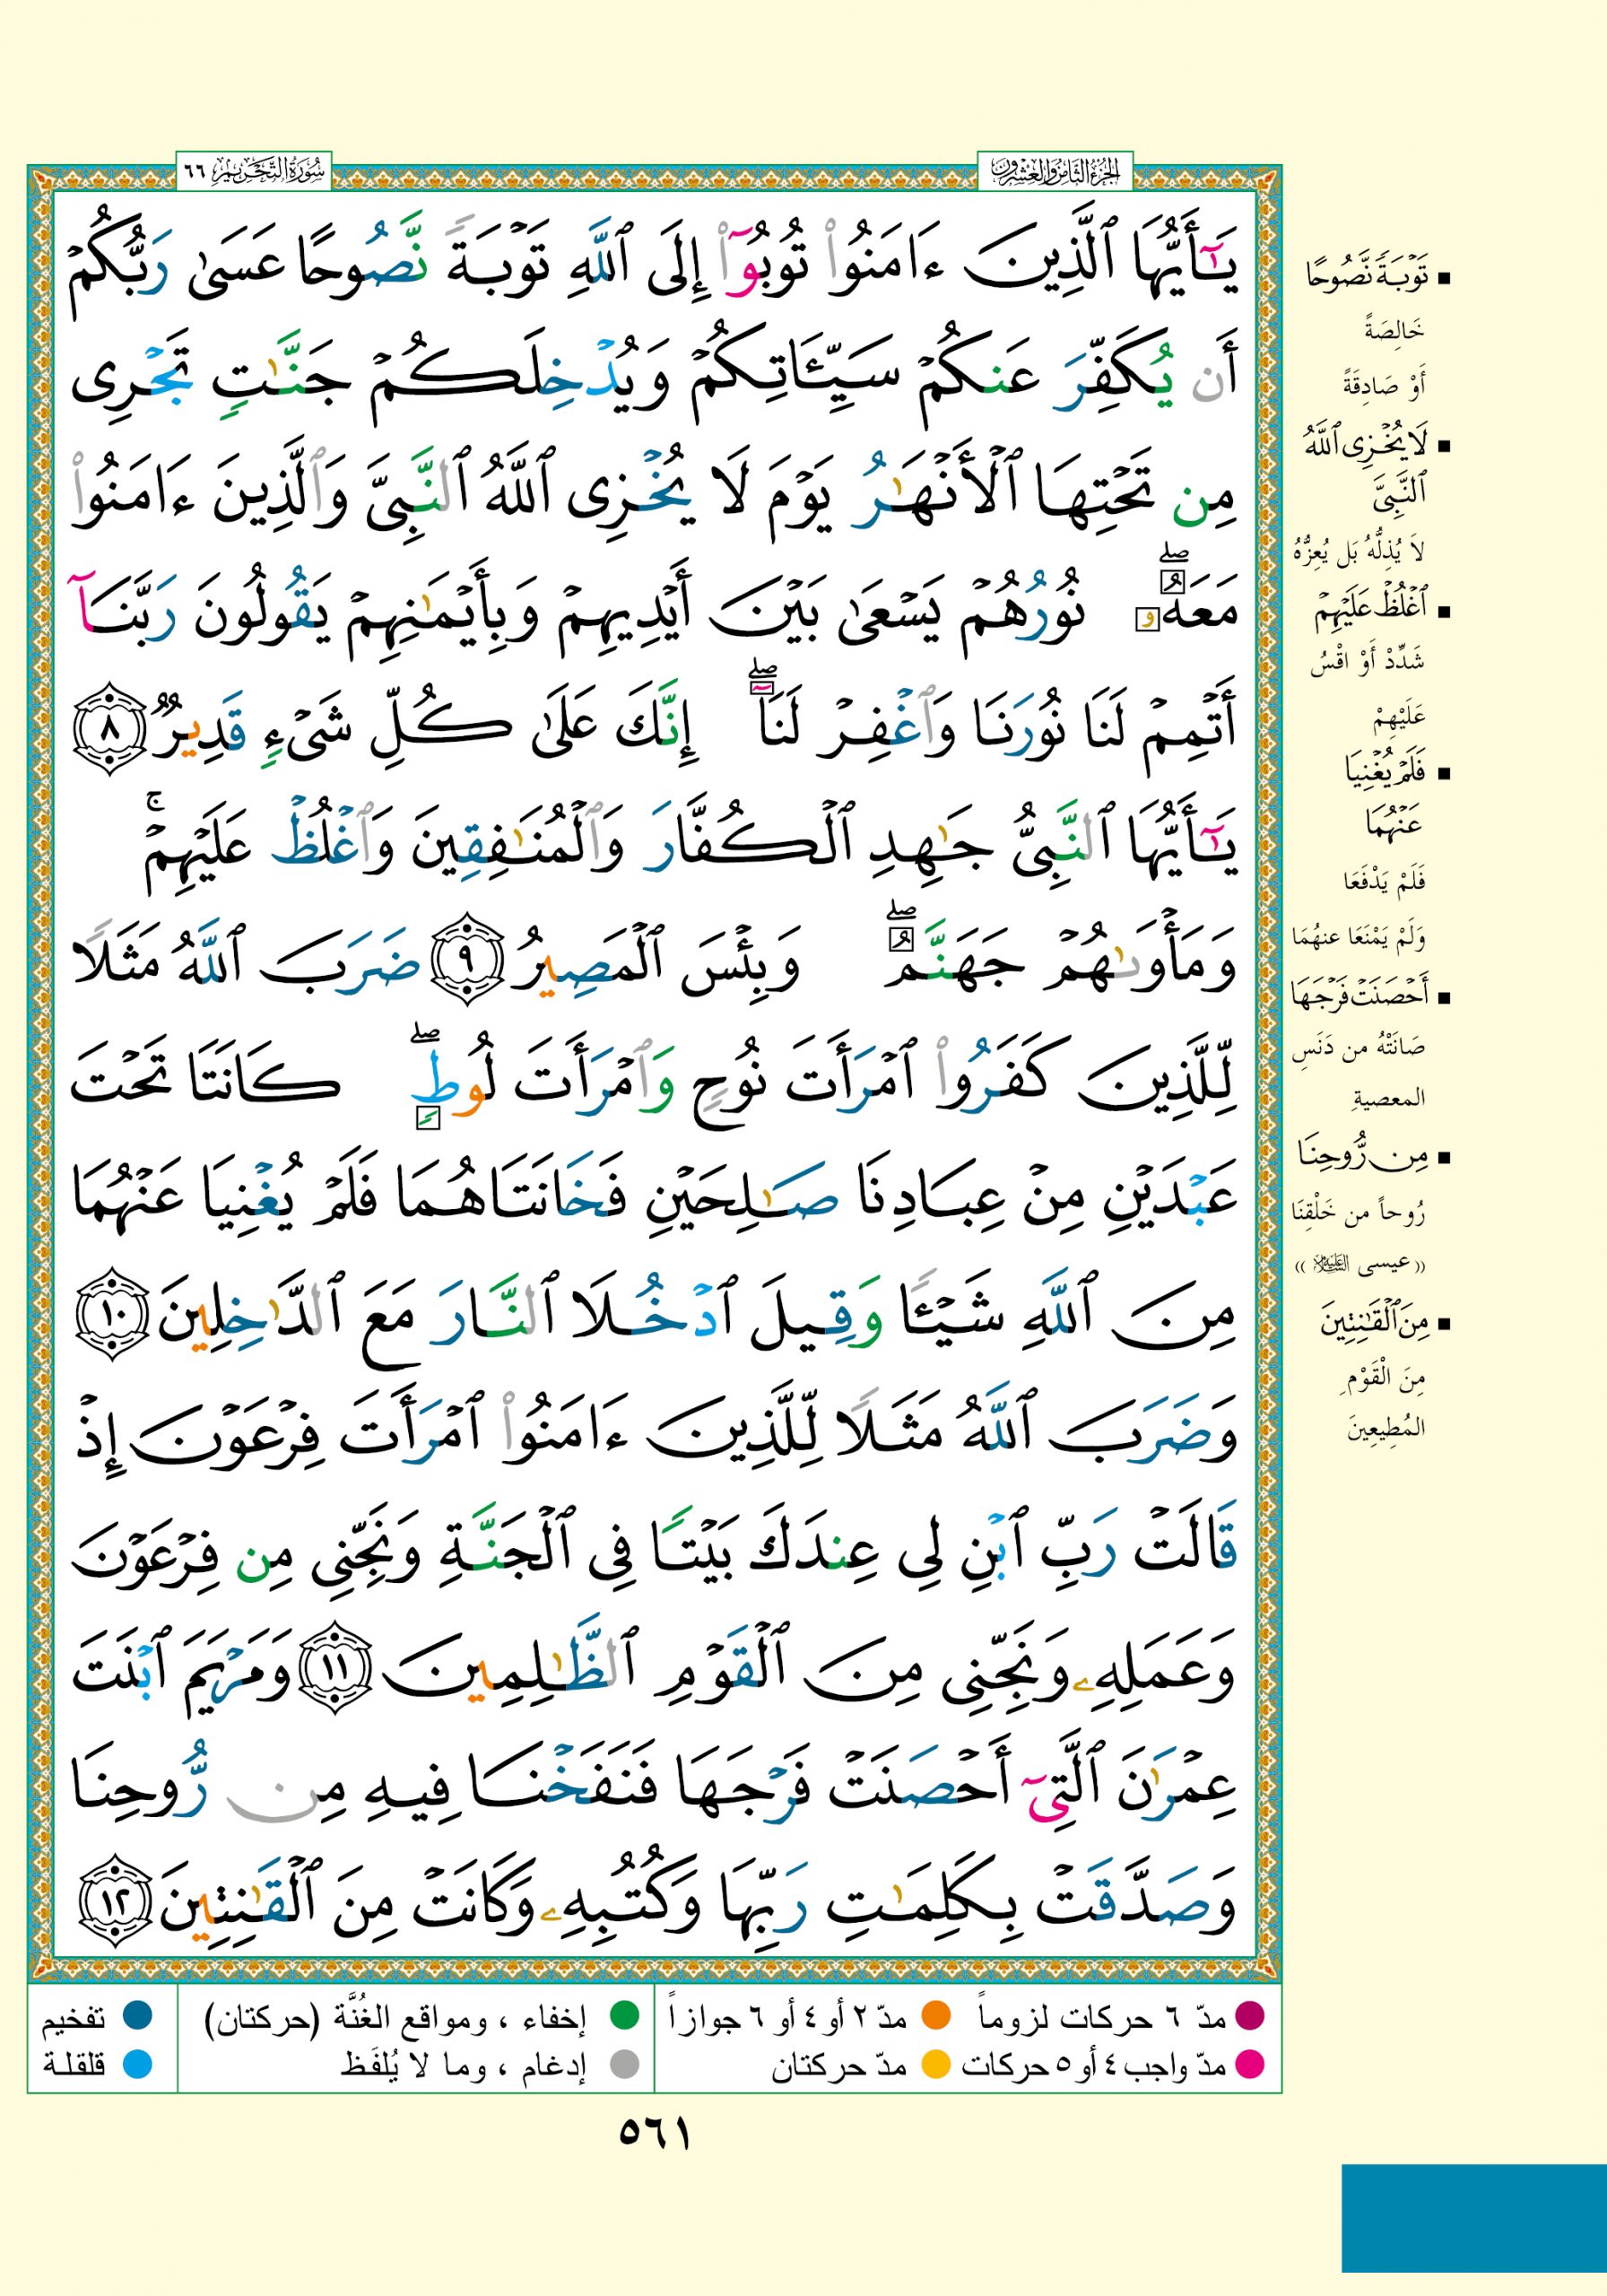 الجزء الثامن والعشرون
سورة التحريم ٦٦
يَٰٓأَيُّهَا ٱلَّذِينَ ءَامَنُوا۟ تُوبُوٓا۟ إِلَى ٱللَّهِ تَوْبَةً نَّصُوحًا عَسَىٰ رَبُّكُمْ
أَن يُكَفِّرَ عَنكُمْ سَيِّـَٔاتِكُمْ وَيُدْخِلَكُمْ جَنَّٰتٍ تَجْرِى
مِن تَحْتِهَا ٱلْأَنْهَٰرُ يَوْمَ لَا يُخْزِى ٱللَّهُ ٱلنَّبِىَّ وَٱلَّذِينَ ءَامَنُوا۟
مَعَهُۥ ۖ نُورُهُمْ يَسْعَىٰ بَيْنَ أَيْدِيهِمْ وَبِأَيْمَٰنِهِمْ يَقُولُونَ رَبَّنَآ
أَتْمِمْ لَنَا نُورَنَا وَٱغْفِرْ لَنَآ ۖ إِنَّكَ عَلَىٰ كُلِّ شَىْءٍ قَدِيرٌ ٨
يَٰٓأَيُّهَا ٱلنَّبِىُّ جَٰهِدِ ٱلْكُفَّارَ وَٱلْمُنَٰفِقِينَ وَٱغْلُظْ عَلَيْهِمْ ۚ
وَمَأْوَىٰهُمْ جَهَنَّمُ ۖ وَبِئْسَ ٱلْمَصِيرُ ٩ ضَرَبَ ٱللَّهُ مَثَلًا
لِّلَّذِينَ كَفَرُوا۟ ٱمْرَأَتَ نُوحٍ وَٱمْرَأَتَ لُوطٍ ۖ كَانَتَا تَحْتَ
عَبْدَيْنِ مِنْ عِبَادِنَا صَٰلِحَيْنِ فَخَانَتَاهُمَا فَلَمْ يُغْنِيَا عَنْهُمَا
مِنَ ٱللَّهِ شَيْـًٔا وَقِيلَ ٱدْخُلَا ٱلنَّارَ مَعَ ٱلدَّٰخِلِينَ ١٠
وَضَرَبَ ٱللَّهُ مَثَلًا لِّلَّذِينَ ءَامَنُوا۟ ٱمْرَأَتَ فِرْعَوْنَ إِذْ
قَالَتْ رَبِّ ٱبْنِ لِى عِندَكَ بَيْتًا فِى ٱلْجَنَّةِ وَنَجِّنِى مِن فِرْعَوْنَ
وَعَمَلِهِۦ وَنَجِّنِى مِنَ ٱلْقَوْمِ ٱلظَّٰلِمِينَ ١١ وَمَرْيَمَ ٱبْنَتَ
عِمْرَٰنَ ٱلَّتِىٓ أَحْصَنَتْ فَرْجَهَا فَنَفَخْنَا فِيهِ مِن رُّوحِنَا
وَصَدَّقَتْ بِكَلِمَٰتِ رَبِّهَا وَكُتُبِهِۦ وَكَانَتْ مِنَ ٱلْقَٰنِتِينَ ١٢
■ تَوْبَةً نَّصُوحًا
خَالِصَةً
أَوْ صَادِقَةً
■ لَا يُخْزِى ٱللَّهُ
ٱلنَّبِىَّ
لاَ يُذِلُّهُ بَل يُعِزُّهُ
■ ٱغْلُظْ عَلَيْهِمْ
شَدِّدْ أَوْ اقْسُ
عَلَيْهِمْ
■ فَلَمْ يُغْنِيَا
عَنْهُمَا
فَلَمْ يَدْفَعَا
وَلَمْ يَمْنَعَا عنهُمَا
■ أَحْصَنَتْ فَرْجَهَا
صَانَتْهُ من دَنَسِ
المعصيةِ
■ مِن رُّوحِنَا
رُوحاً من خَلْقِنَا
((عيسى عليه السلام))
■ مِنَ ٱلْقَٰنِتِينَ
مِنَ الْقَوْمِ
المُطِيعِينَ
مدّ ٦ حركات لزوماً مدّ ٢ أو ٤ أو ٦ جوازاً إخفاء ، ومواقع الغُنَّة (حركتان) تفخيم
مدّ واجب ٤ أو ٥ حركات مدّ حركتان إدغام ، وما لا يُلفَظ قلقلة
٥٦١